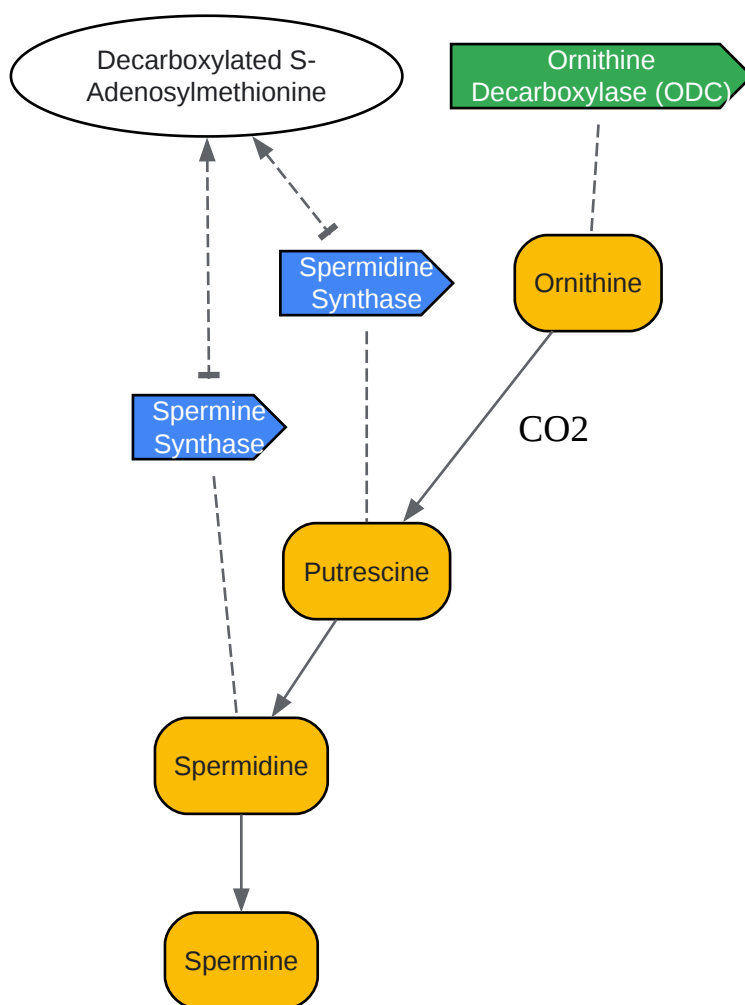 Decarboxylated S-
Adenosylmethionine
Ornithine
Decarboxylase (ODC)
Spermidine
Synthase
Ornithine
Spermine
Synthase
CO2
Putrescine
Spermidine
Spermine